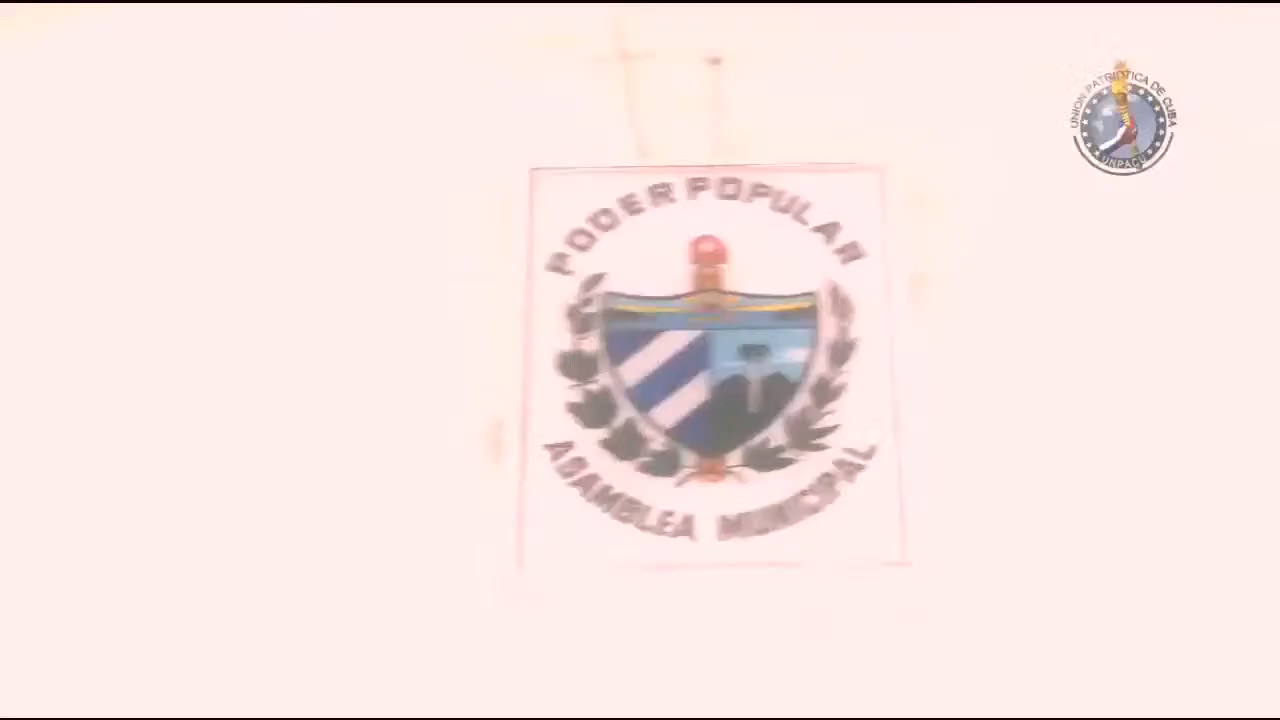 UNION PATRIOTICA DE CUBA
UNPACU
PODER POPULAR
ASAMBLEA MUNICIPAL